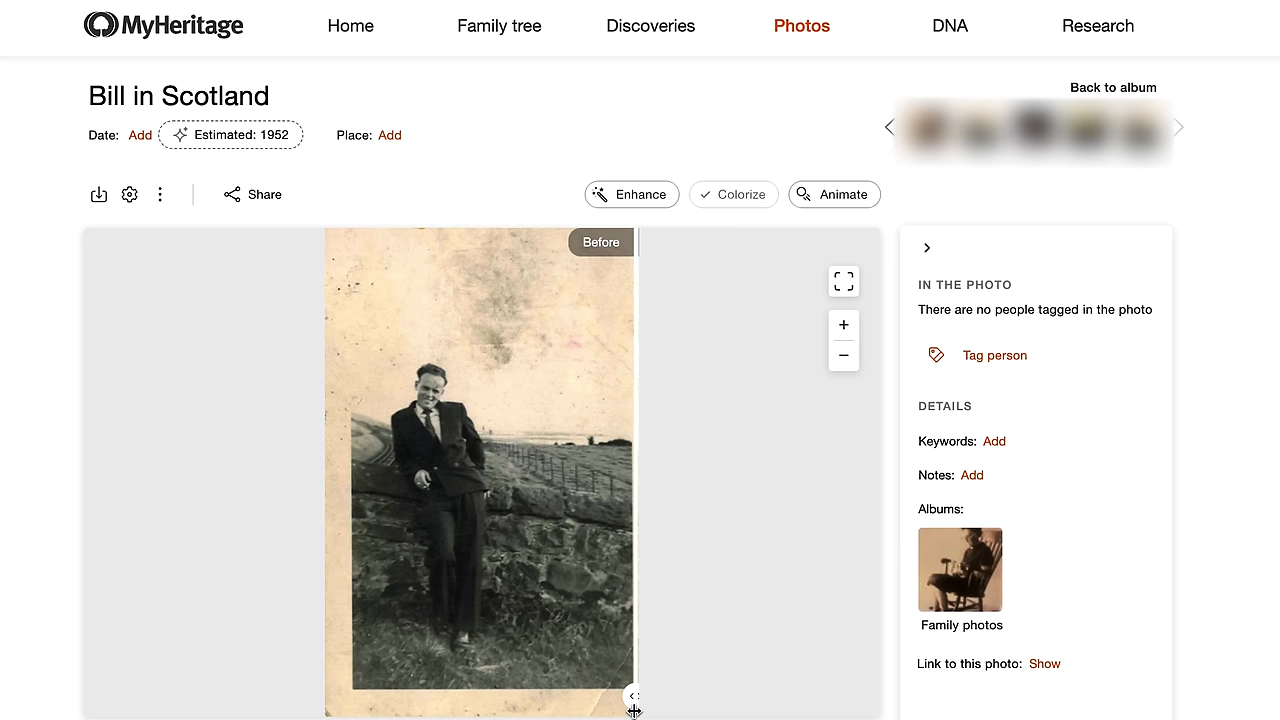 MyHeritage
Home
Family tree
Discoveries
Photos
DNA
Research
Bill in Scotland
Back to album
Date: Add Estimated: 1952 Place: Add
Share
Enhance
Colorize
Animate
Before
IN THE PHOTO
There are no people tagged in the photo
Tag person
DETAILS
Keywords: Add
Notes: Add
Albums:
Family photos
Link to this photo: Show